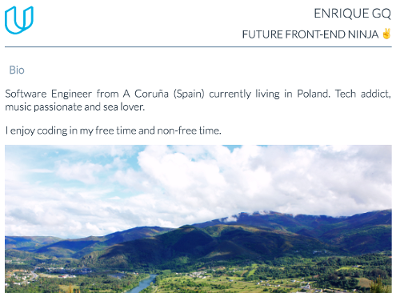 ENRIQUE GQ
FUTURE FRONT-END NINJA ✌
Bio
Software Engineer from A Coruña (Spain) currently living in Poland. Tech addict,
music passionate and sea lover.
I enjoy coding in my free time and non-free time.